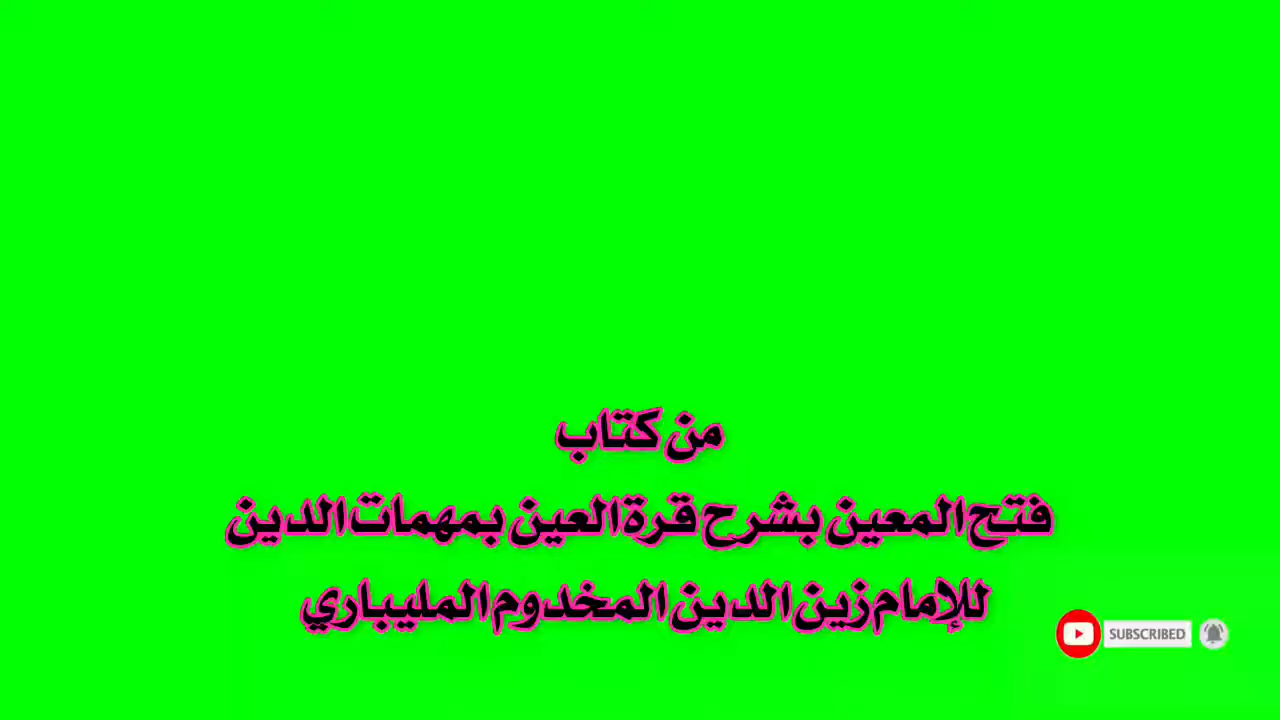 من كتاب
فتح المعين بشرح قرة العين بمهمات الدين
للإمام زين الدين المخدوم المليباري
SUBSCRIBED